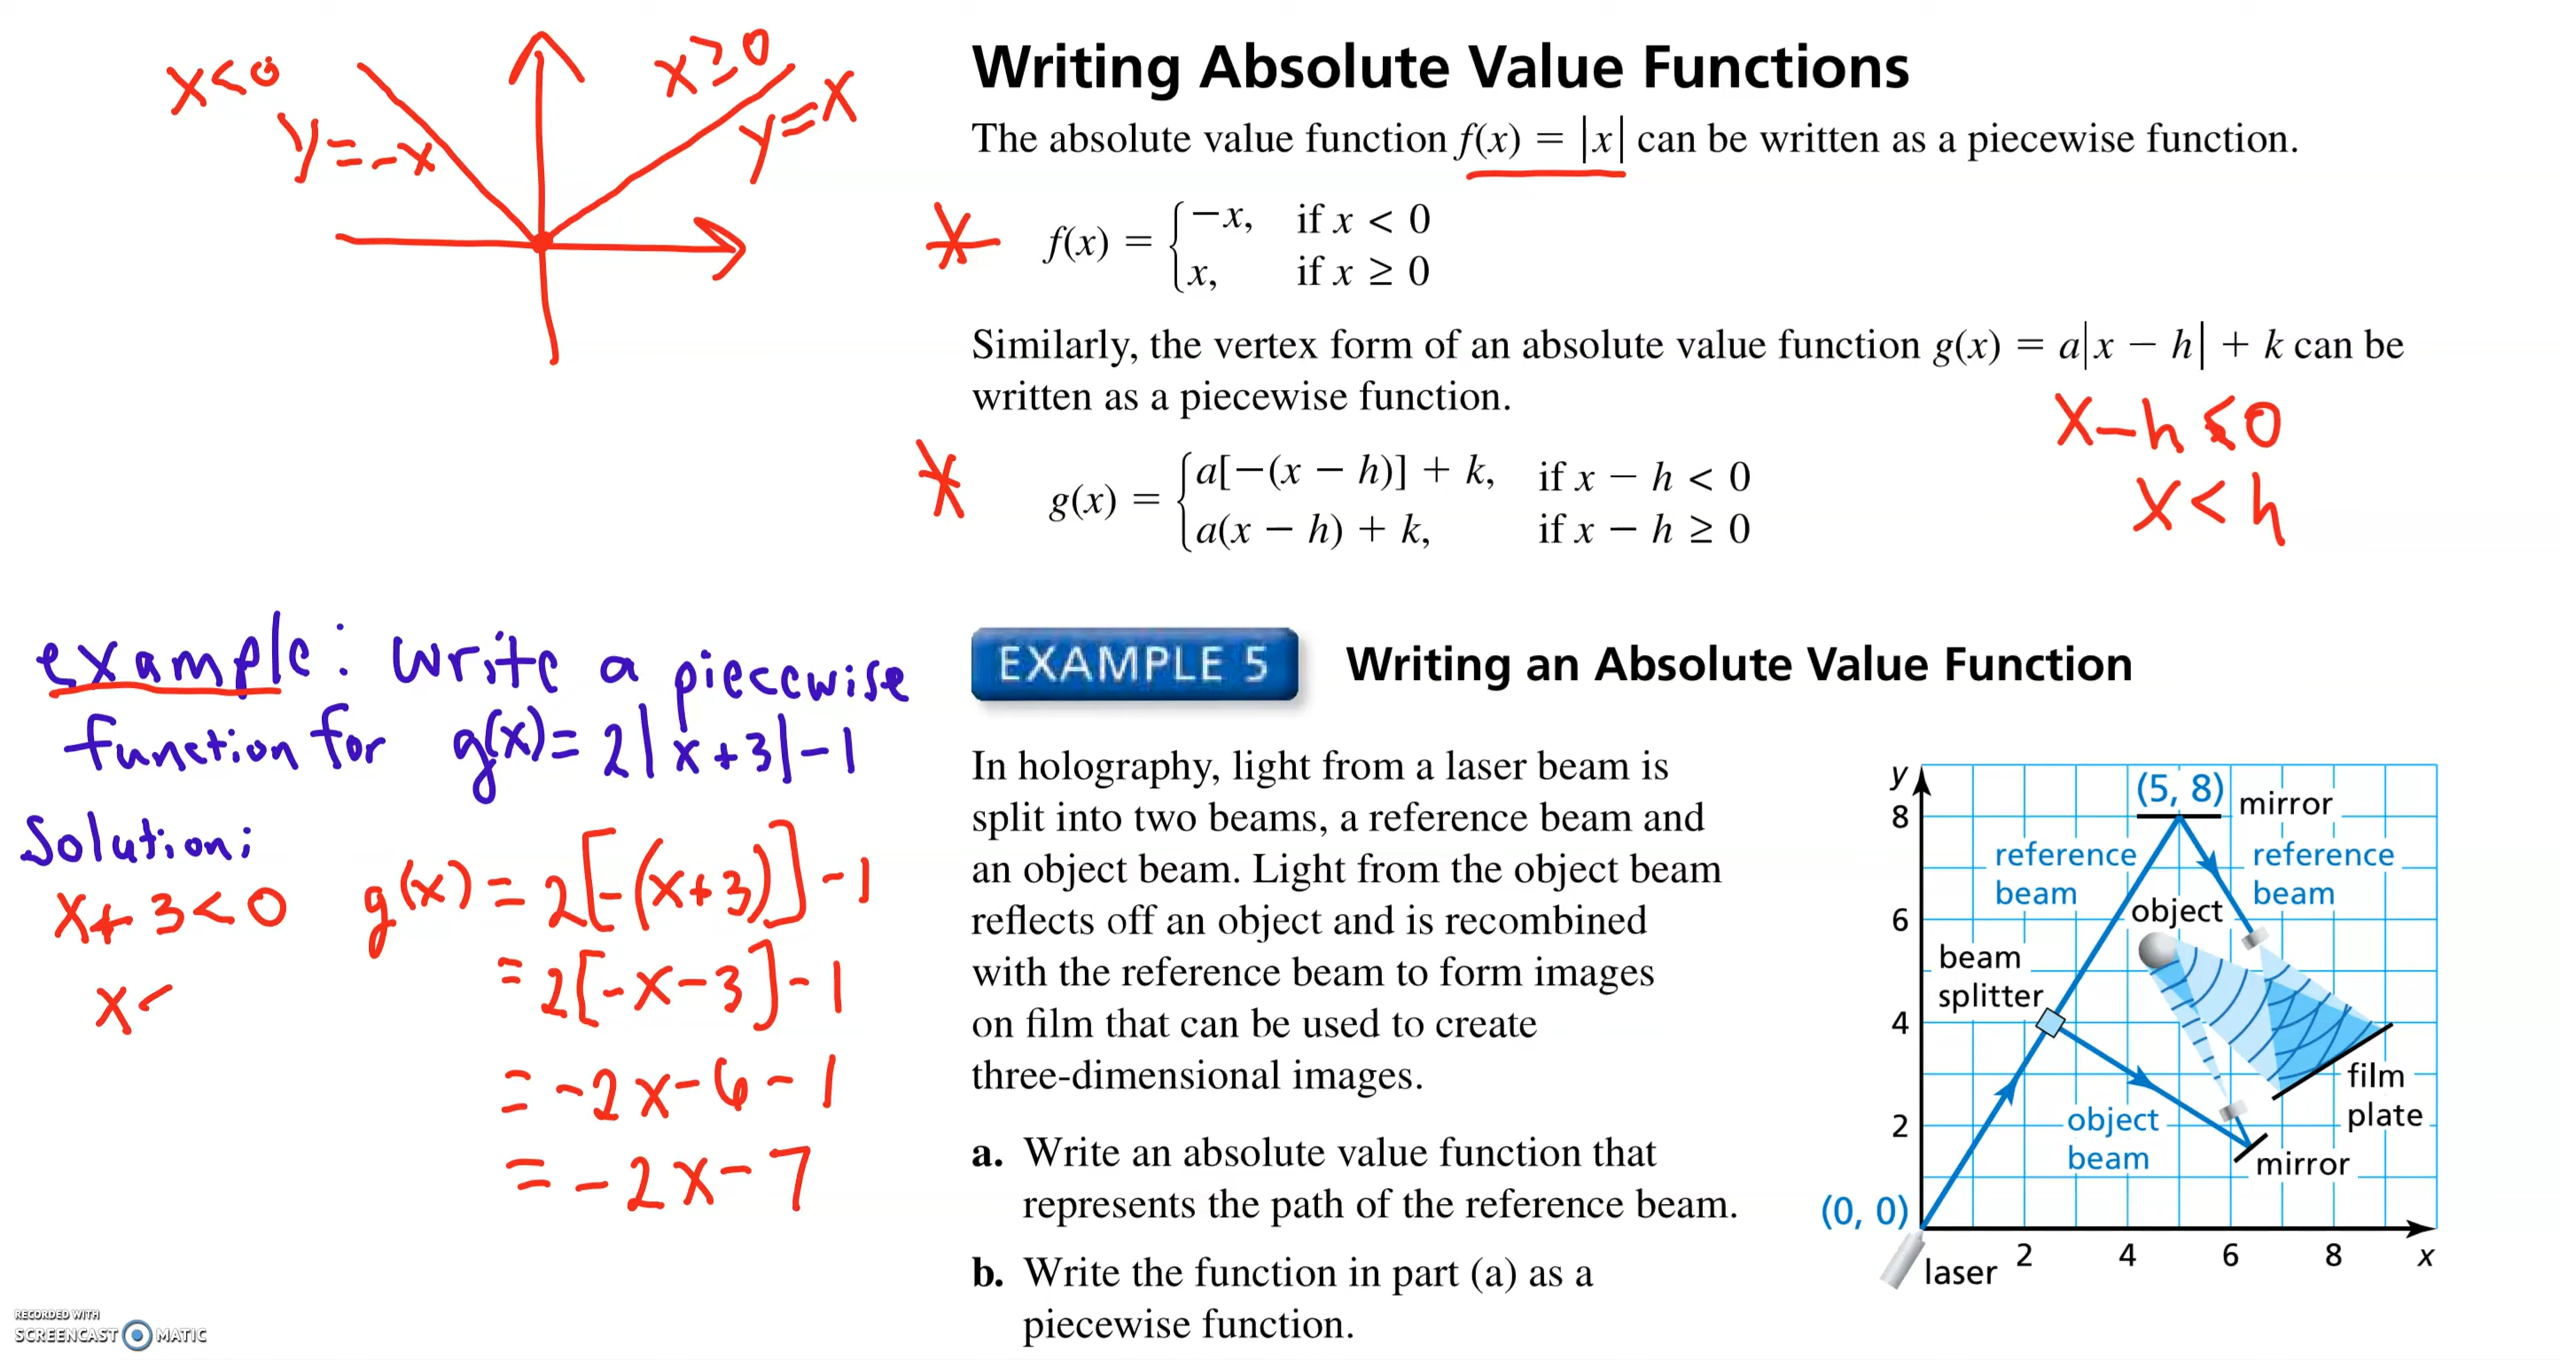 x<0
y=-x
x≥0
y=x
Writing Absolute Value Functions
The absolute value function f(x) = |x| can be written as a piecewise function.
f(x) = { -x, if x < 0
x, if x ≥ 0
Similarly, the vertex form of an absolute value function g(x) = a|x − h| + k can be
written as a piecewise function.
x-h<0
x<h
g(x) = { a[−(x − h)] + k, if x − h < 0
a(x − h) + k, if x − h ≥ 0
example: write a piecewise
function for g(x)= 2|x+3|-1
Solution:
x+3<0
x<
g(x) = 2[-(x+3)]-1
= 2[-x-3]-1
= -2x-6-1
= -2x-7
EXAMPLE 5 Writing an Absolute Value Function
In holography, light from a laser beam is
split into two beams, a reference beam and
an object beam. Light from the object beam
reflects off an object and is recombined
with the reference beam to form images
on film that can be used to create
three-dimensional images.
a. Write an absolute value function that
represents the path of the reference beam.
b. Write the function in part (a) as a
piecewise function.
y
8
6
4
2
(5, 8)
mirror
reference
beam
reference
beam
object
beam
splitter
film
plate
object
beam
mirror
(0, 0)
laser
2 4 6 8 x
RECORDED WITH
SCREENCAST MATIC